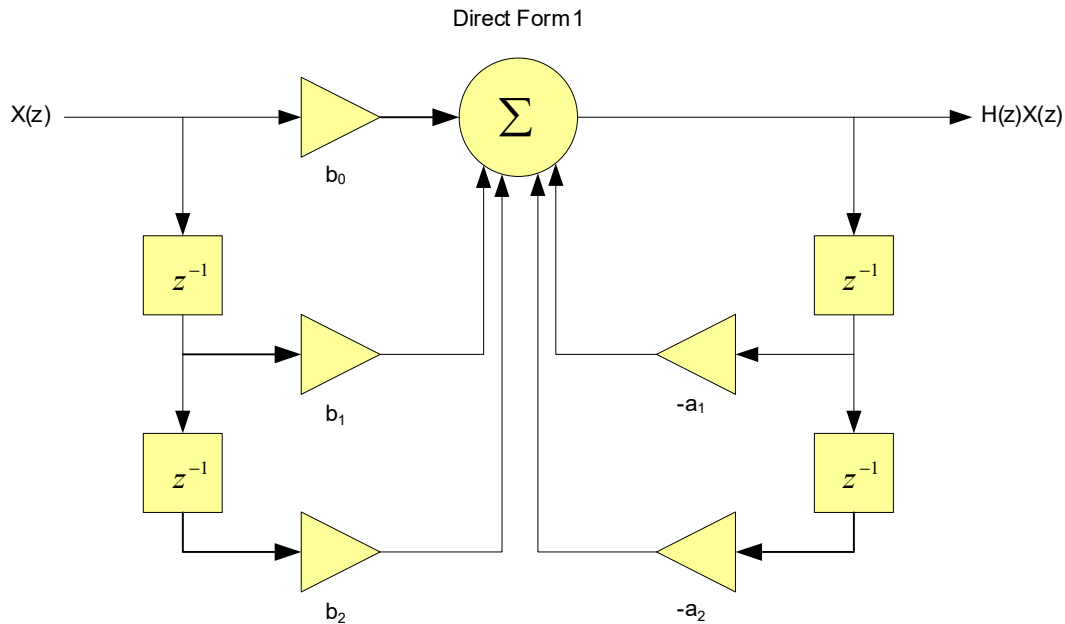 Direct Form 1
X(z)
Σ
H(z)X(z)
b₀
z⁻¹
z⁻¹
b₁
-a₁
z⁻¹
z⁻¹
b₂
-a₂